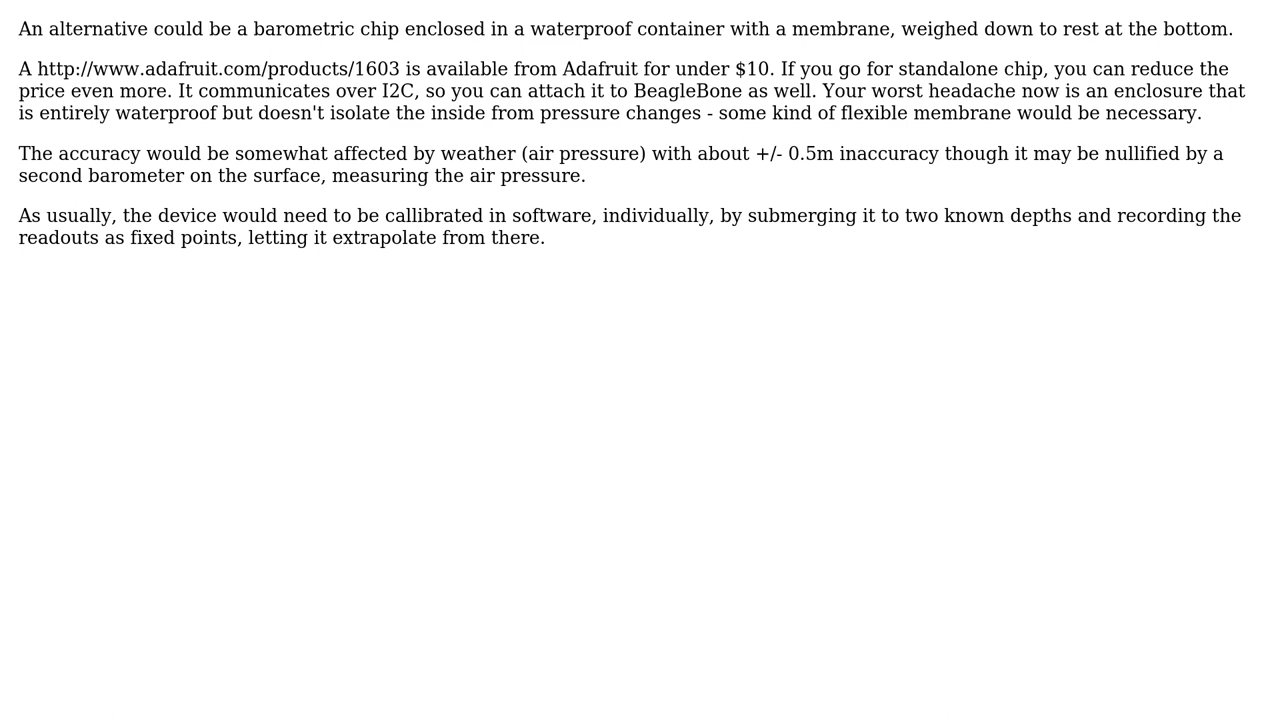 An alternative could be a barometric chip enclosed in a waterproof container with a membrane, weighed down to rest at the bottom.
A http://www.adafruit.com/products/1603 is available from Adafruit for under $10. If you go for standalone chip, you can reduce the
price even more. It communicates over I2C, so you can attach it to BeagleBone as well. Your worst headache now is an enclosure that
is entirely waterproof but doesn't isolate the inside from pressure changes - some kind of flexible membrane would be necessary.
The accuracy would be somewhat affected by weather (air pressure) with about +/- 0.5m inaccuracy though it may be nullified by a
second barometer on the surface, measuring the air pressure.
As usually, the device would need to be callibrated in software, individually, by submerging it to two known depths and recording the
readouts as fixed points, letting it extrapolate from there.